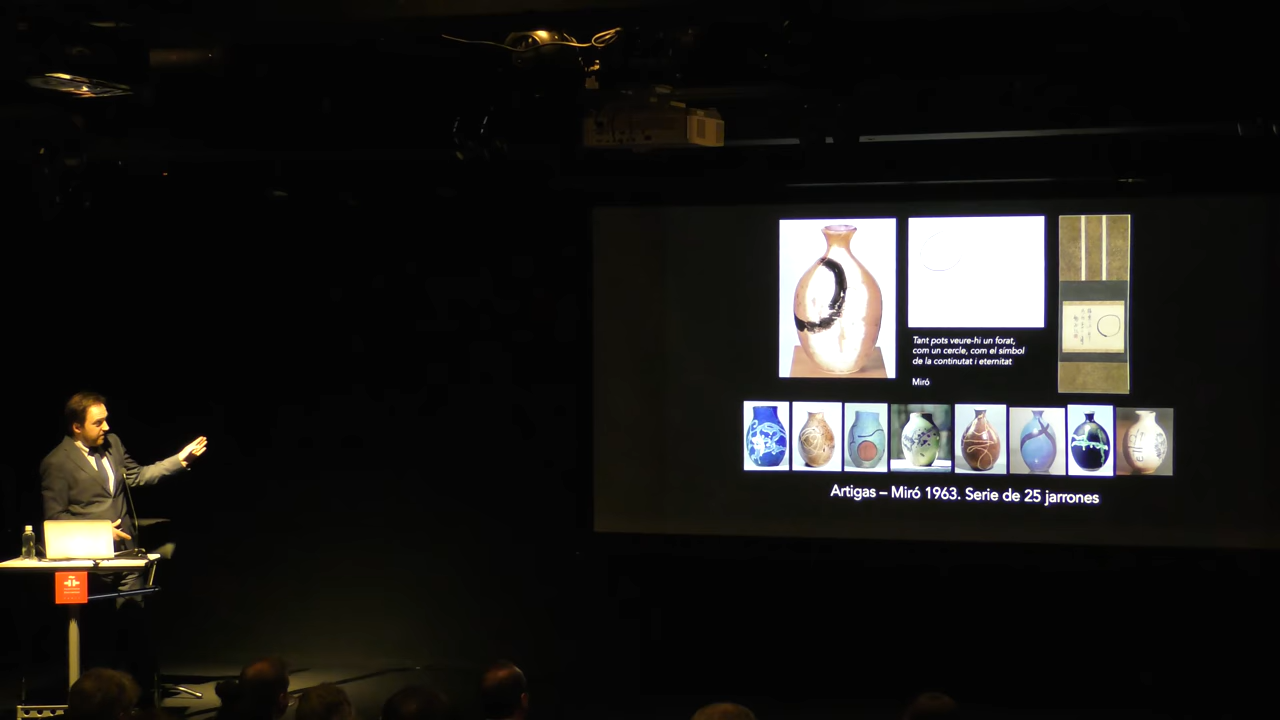 Tant pots veure-hi un forat,
com un cercle, com el símbol
de la continutat i eternitat
Miró
Artigas – Miró 1963. Serie de 25 jarrones